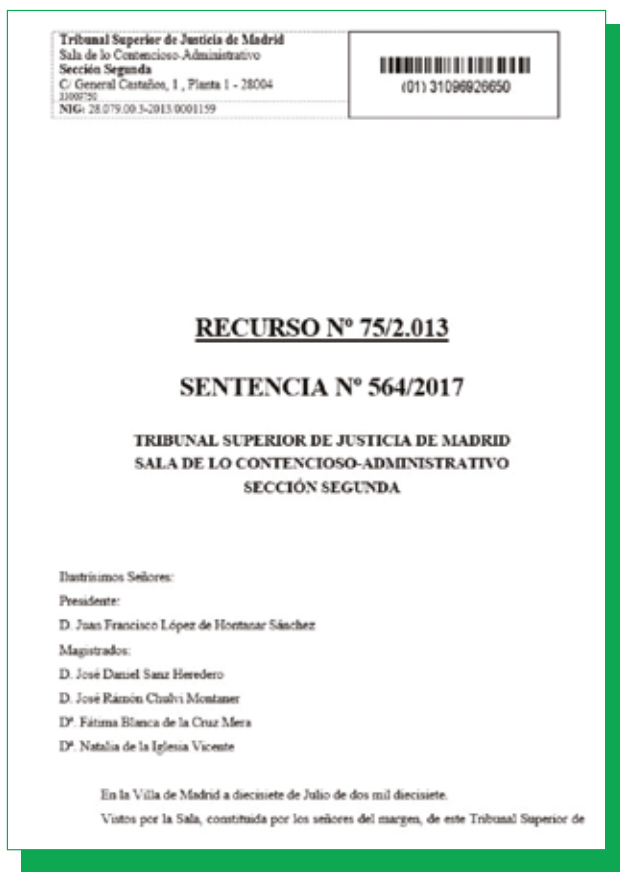 Tribunal Superior de Justicia de Madrid
Sala de lo Contencioso-Administrativo
Sección Segunda
C/ General Castaños, 1 , Planta 1 - 28004
33009750
NIG: 28.079.00.3-2013/0001159
(01) 31096926650
RECURSO Nº 75/2.013
SENTENCIA Nº 564/2017
TRIBUNAL SUPERIOR DE JUSTICIA DE MADRID
SALA DE LO CONTENCIOSO-ADMINISTRATIVO
SECCIÓN SEGUNDA
Ilustrísimos Señores:
Presidente:
D. Juan Francisco López de Hontanar Sánchez
Magistrados:
D. José Daniel Sanz Heredero
D. José Ramón Chulvi Montaner
Dª. Fátima Blanca de la Cruz Mera
Dª. Natalia de la Iglesia Vicente
En la Villa de Madrid a diecisiete de Julio de dos mil diecisiete.
Vistos por la Sala, constituida por los señores del margen, de este Tribunal Superior de